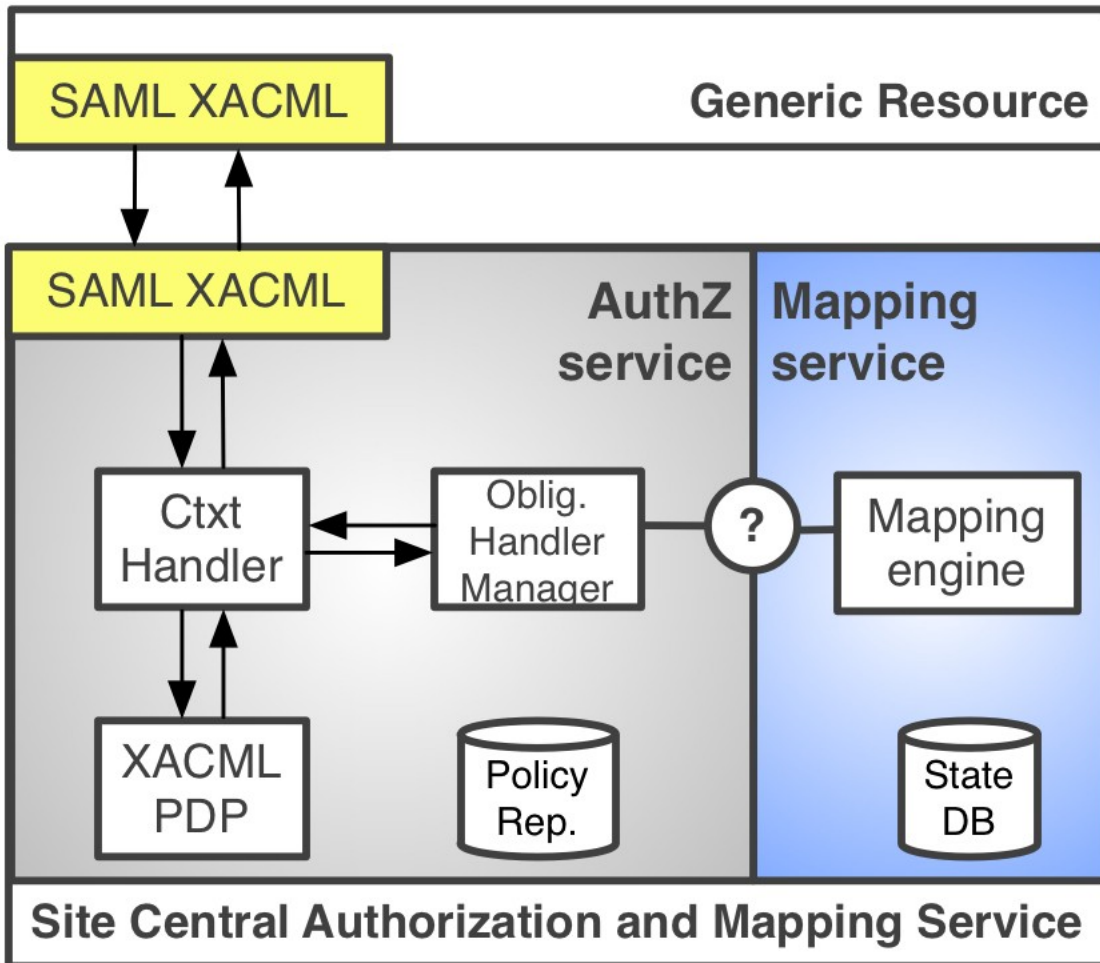 SAML XACML
Generic Resource
SAML XACML
AuthZ
service
Mapping
service
Ctxt
Handler
Oblig.
Handler
Manager
?
Mapping
engine
XACML
PDP
Policy
Rep.
State
DB
Site Central Authorization and Mapping Service